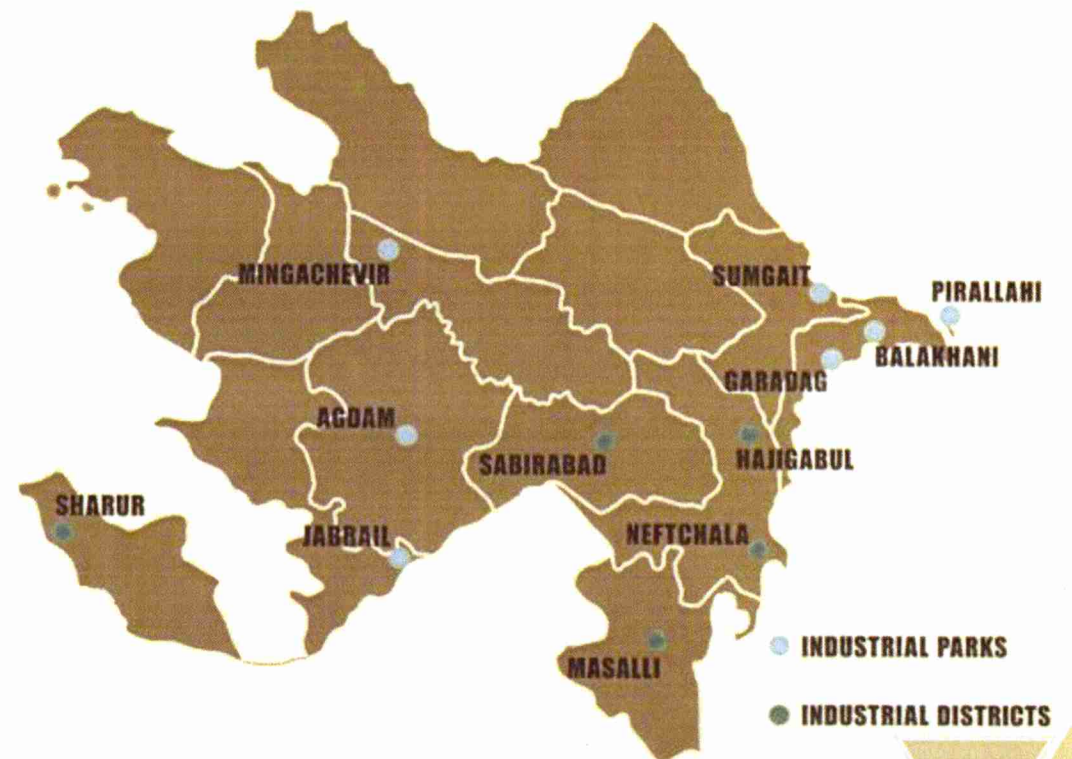 MINGACHEVIR
SUMGAIT
PIRALLAHI
BALAKHANI
GARADAG
AGDAM
SABIRABAD
HAJIGABUL
SHARUR
JABRAIL
NEFTCHALA
MASALLI
INDUSTRIAL PARKS
INDUSTRIAL DISTRICTS